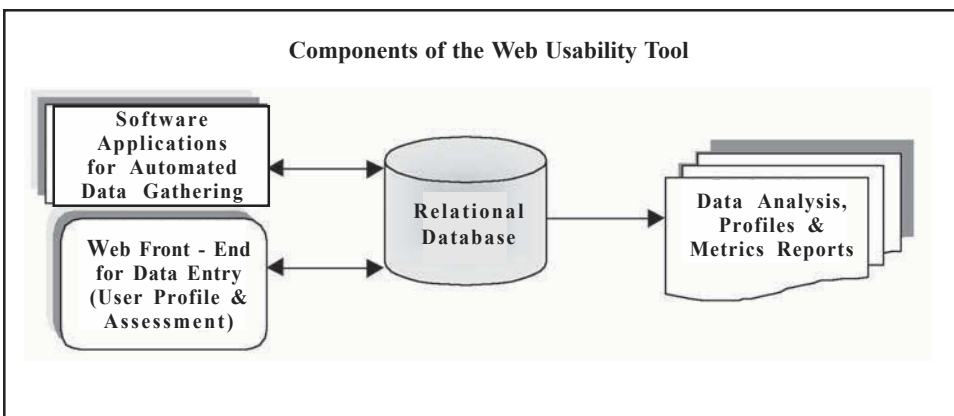 Components of the Web Usability Tool
Software
Applications
for Automated
Data Gathering
Web Front - End
for Data Entry
(User Profile &
Assessment)
Relational
Database
Data Analysis,
Profiles &
Metrics Reports